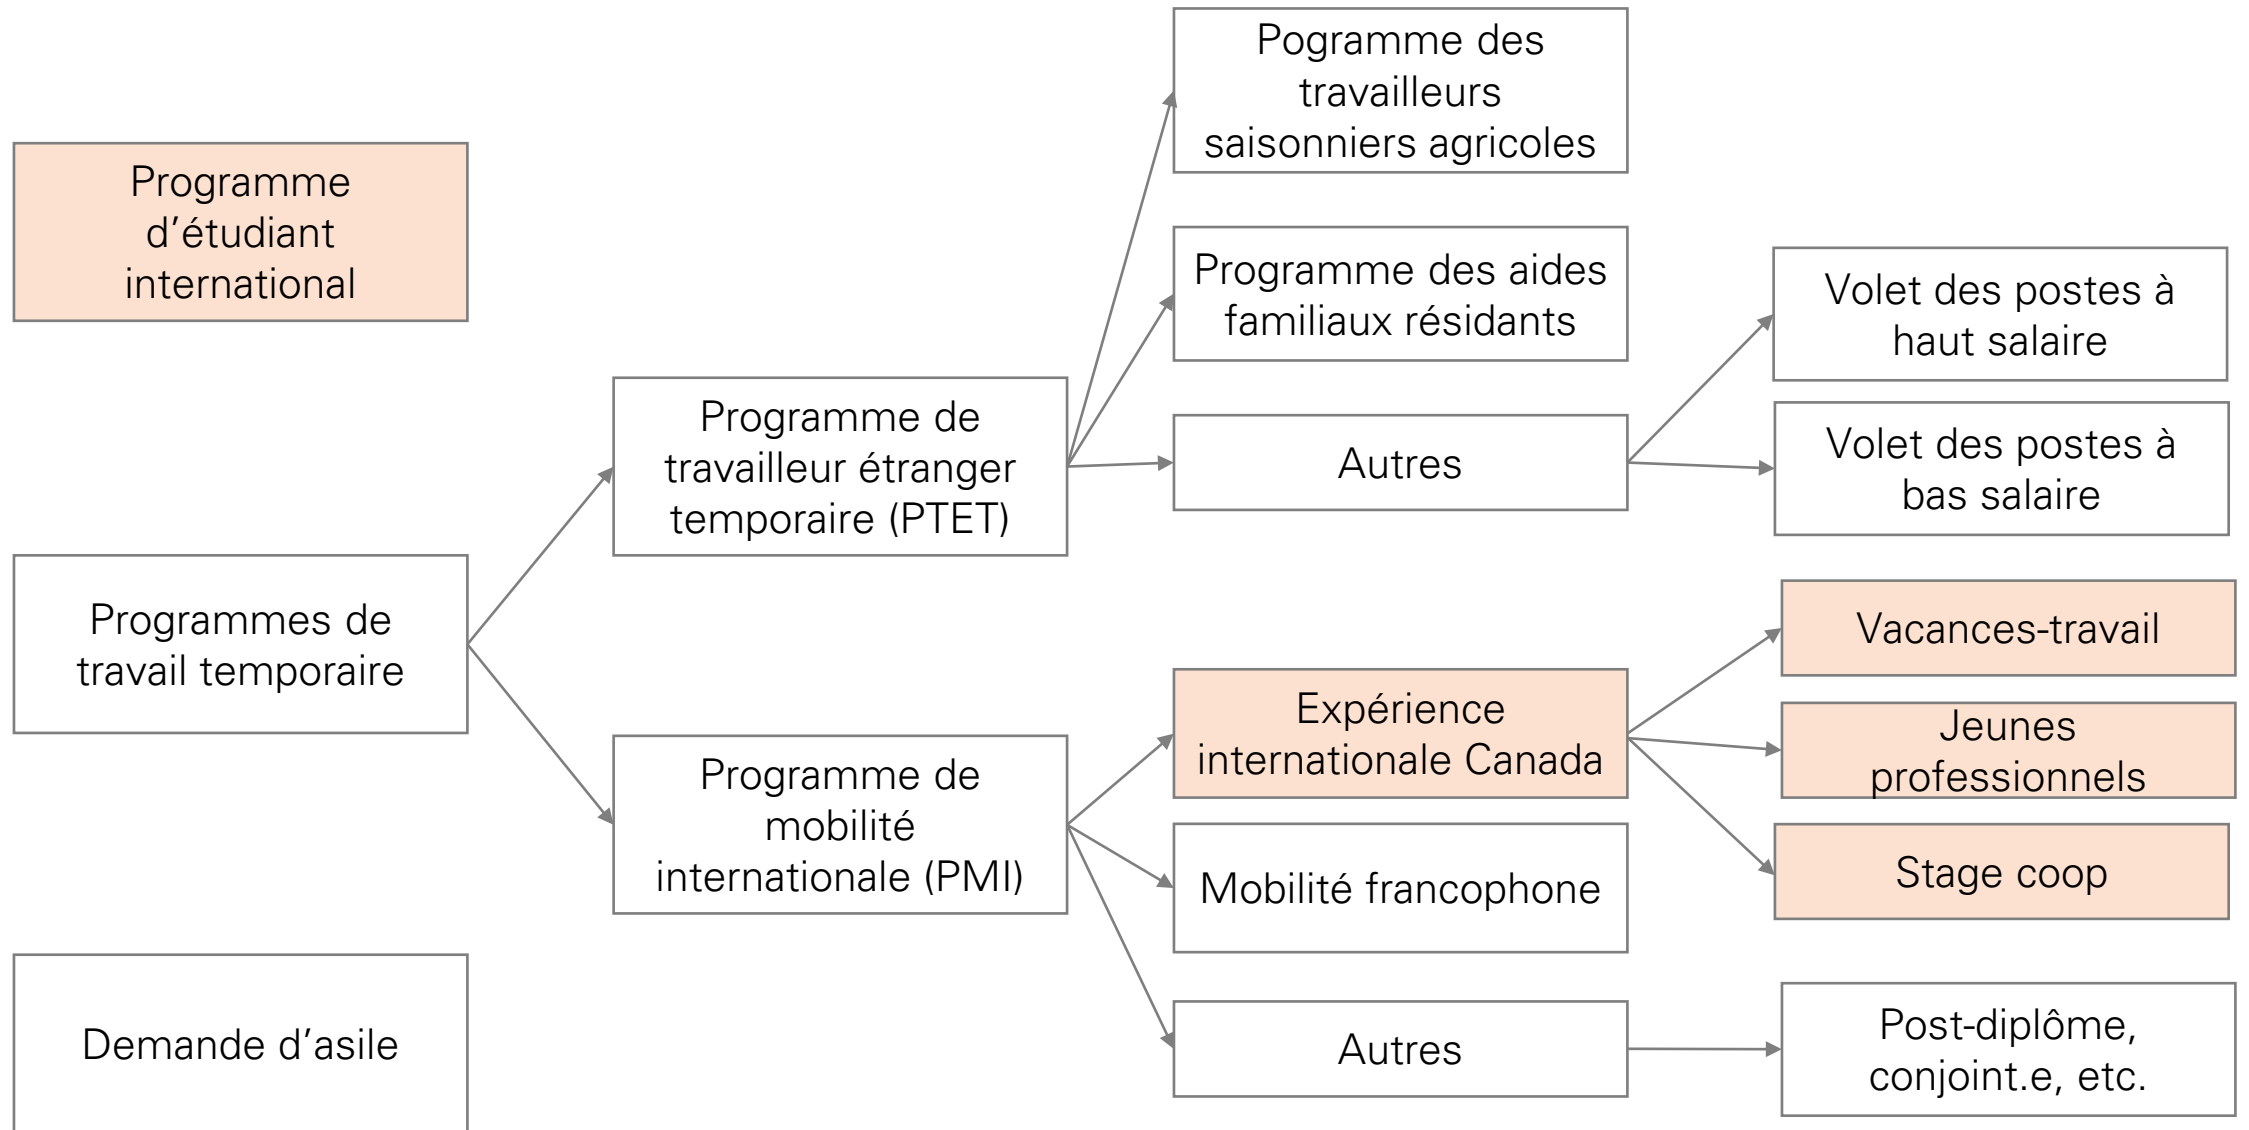 Programme
d'étudiant
international
Programmes de
travail temporaire
Demande d'asile
Programme de
travailleur étranger
temporaire (PTET)
Programme de
mobilité
internationale (PMI)
Pogramme des
travailleurs
saisonniers agricoles
Programme des aides
familiaux résidants
Autres
Expérience
internationale Canada
Mobilité francophone
Autres
Volet des postes à
haut salaire
Volet des postes à
bas salaire
Vacances-travail
Jeunes
professionnels
Stage coop
Post-diplôme,
conjoint.e, etc.